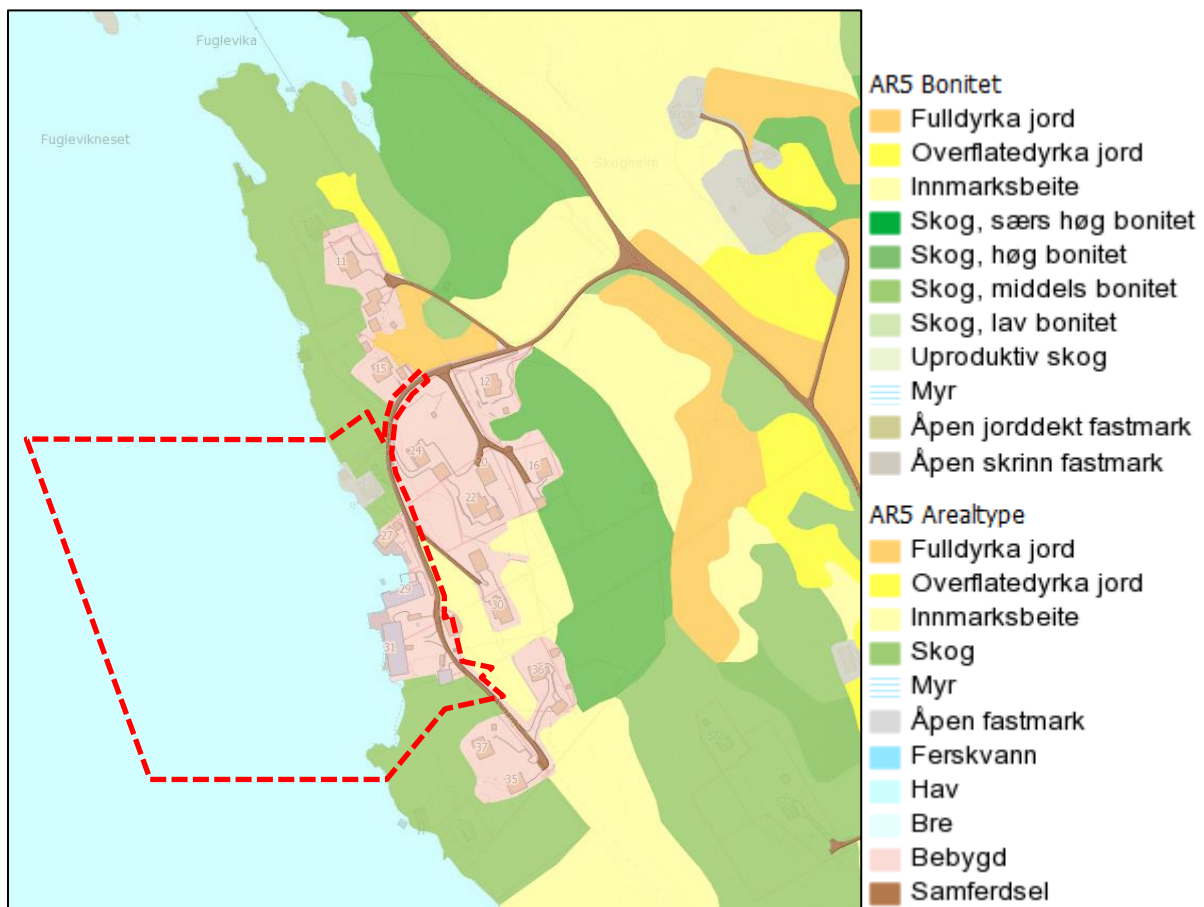 Fuglevika
Fuglevikneset
Skogheim
11
15
12
24
20
22
16
27
29
30
31
36
37
35
AR5 Bonitet
Fulldyrka jord
Overflatedyrka jord
Innmarksbeite
Skog, særs høg bonitet
Skog, høg bonitet
Skog, middels bonitet
Skog, lav bonitet
Uproduktiv skog
Myr
Åpen jorddekt fastmark
Åpen skrinn fastmark
AR5 Arealtype
Fulldyrka jord
Overflatedyrka jord
Innmarksbeite
Skog
Myr
Åpen fastmark
Ferskvann
Hav
Bre
Bebygd
Samferdsel